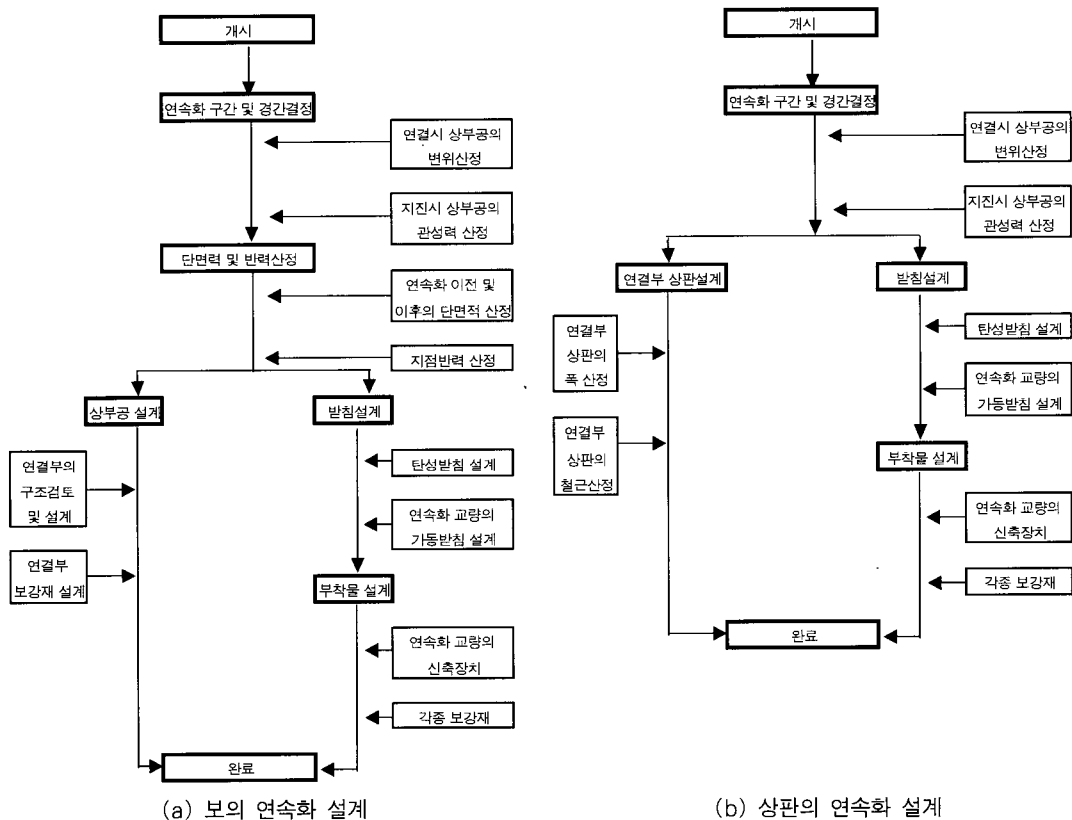 개시
연속화 구간 및 경간결정
연결시 상부공의
변위산정
지진시 상부공의
관성력 산정
단면력 및 반력산정
연속화 이전 및
이후의 단면적 산정
지점반력 산정
상부공 설계
받침설계
연결부의
구조검토
및 설계
탄성받침 설계
연속화 교량의
가동받침 설계
연결부
보강재 설계
부착물 설계
연속화 교량의
신축장치
각종 보강재
완료
(a) 보의 연속화 설계
개시
연속화 구간 및 경간결정
연결시 상부공의
변위산정
지진시 상부공의
관성력 산정
연결부 상판설계
받침설계
연결부
상판의
폭 산정
탄성받침 설계
연속화 교량의
가동받침 설계
연결부
상판의
철근산정
부착물 설계
연속화 교량의
신축장치
각종 보강재
완료
(b) 상판의 연속화 설계